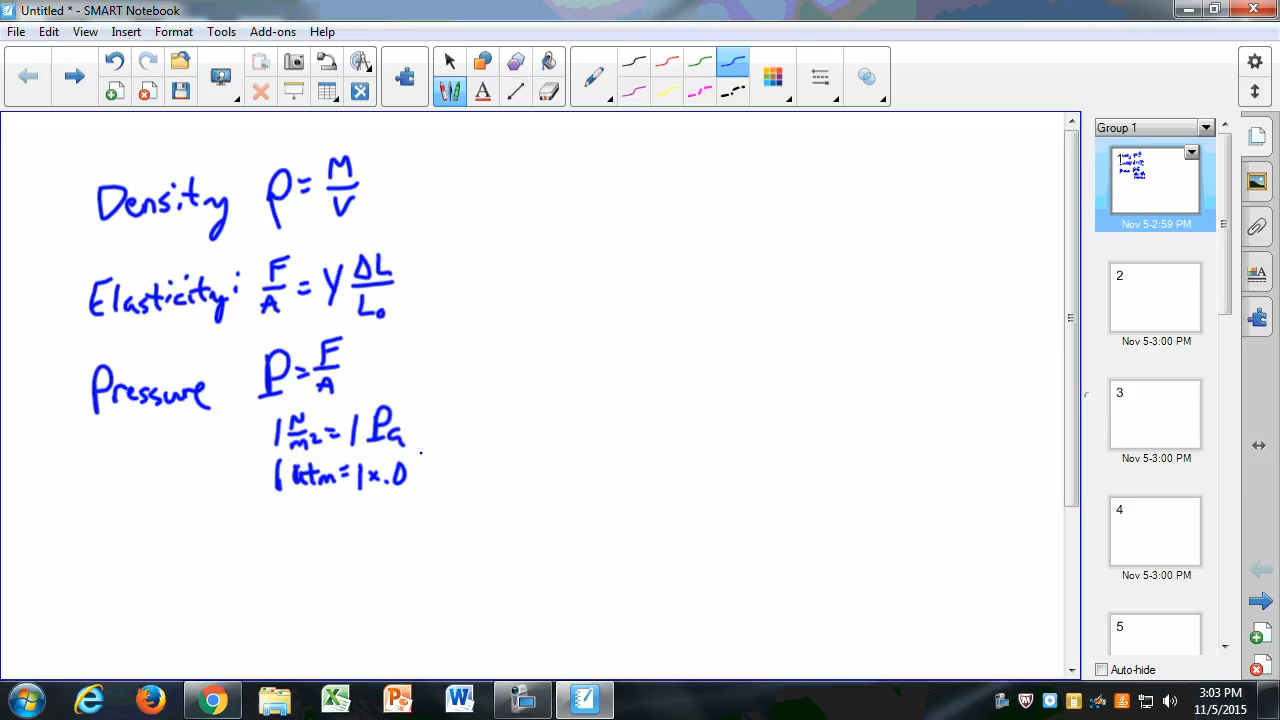 Untitled * - SMART Notebook
File Edit View Insert Format Tools Add-ons Help
Group 1
Density ρ = M/V
Nov 5-2:59 PM
Elasticity: F/A = Y ΔL/L₀
2
Nov 5-3:00 PM
Pressure P = F/A
3
1 N/m² = 1 Pa
Nov 5-3:00 PM
1 atm = 1x.0
4
Nov 5-3:00 PM
5
Auto-hide
3:03 PM
11/5/2015